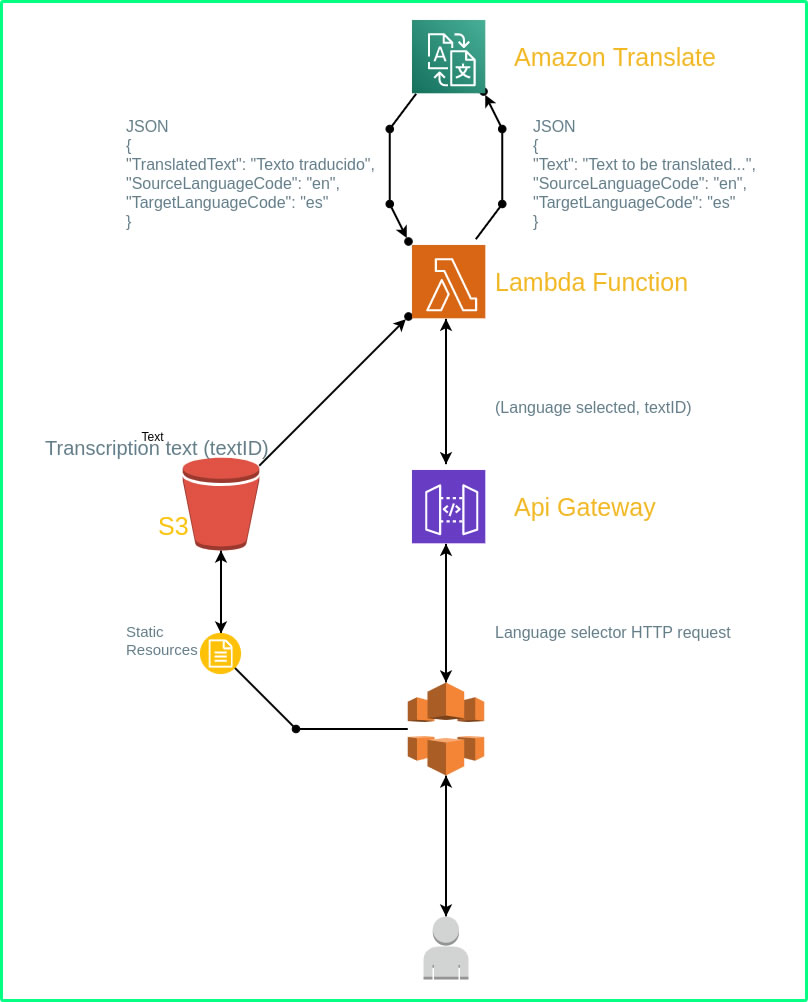 Amazon Translate
JSON
{
"TranslatedText": "Texto traducido",
"SourceLanguageCode": "en",
"TargetLanguageCode": "es"
}
JSON
{
"Text": "Text to be translated...",
"SourceLanguageCode": "en",
"TargetLanguageCode": "es"
}
Lambda Function
(Language selected, textID)
Text
Transcription text (textID)
S3
Api Gateway
Static
Resources
Language selector HTTP request